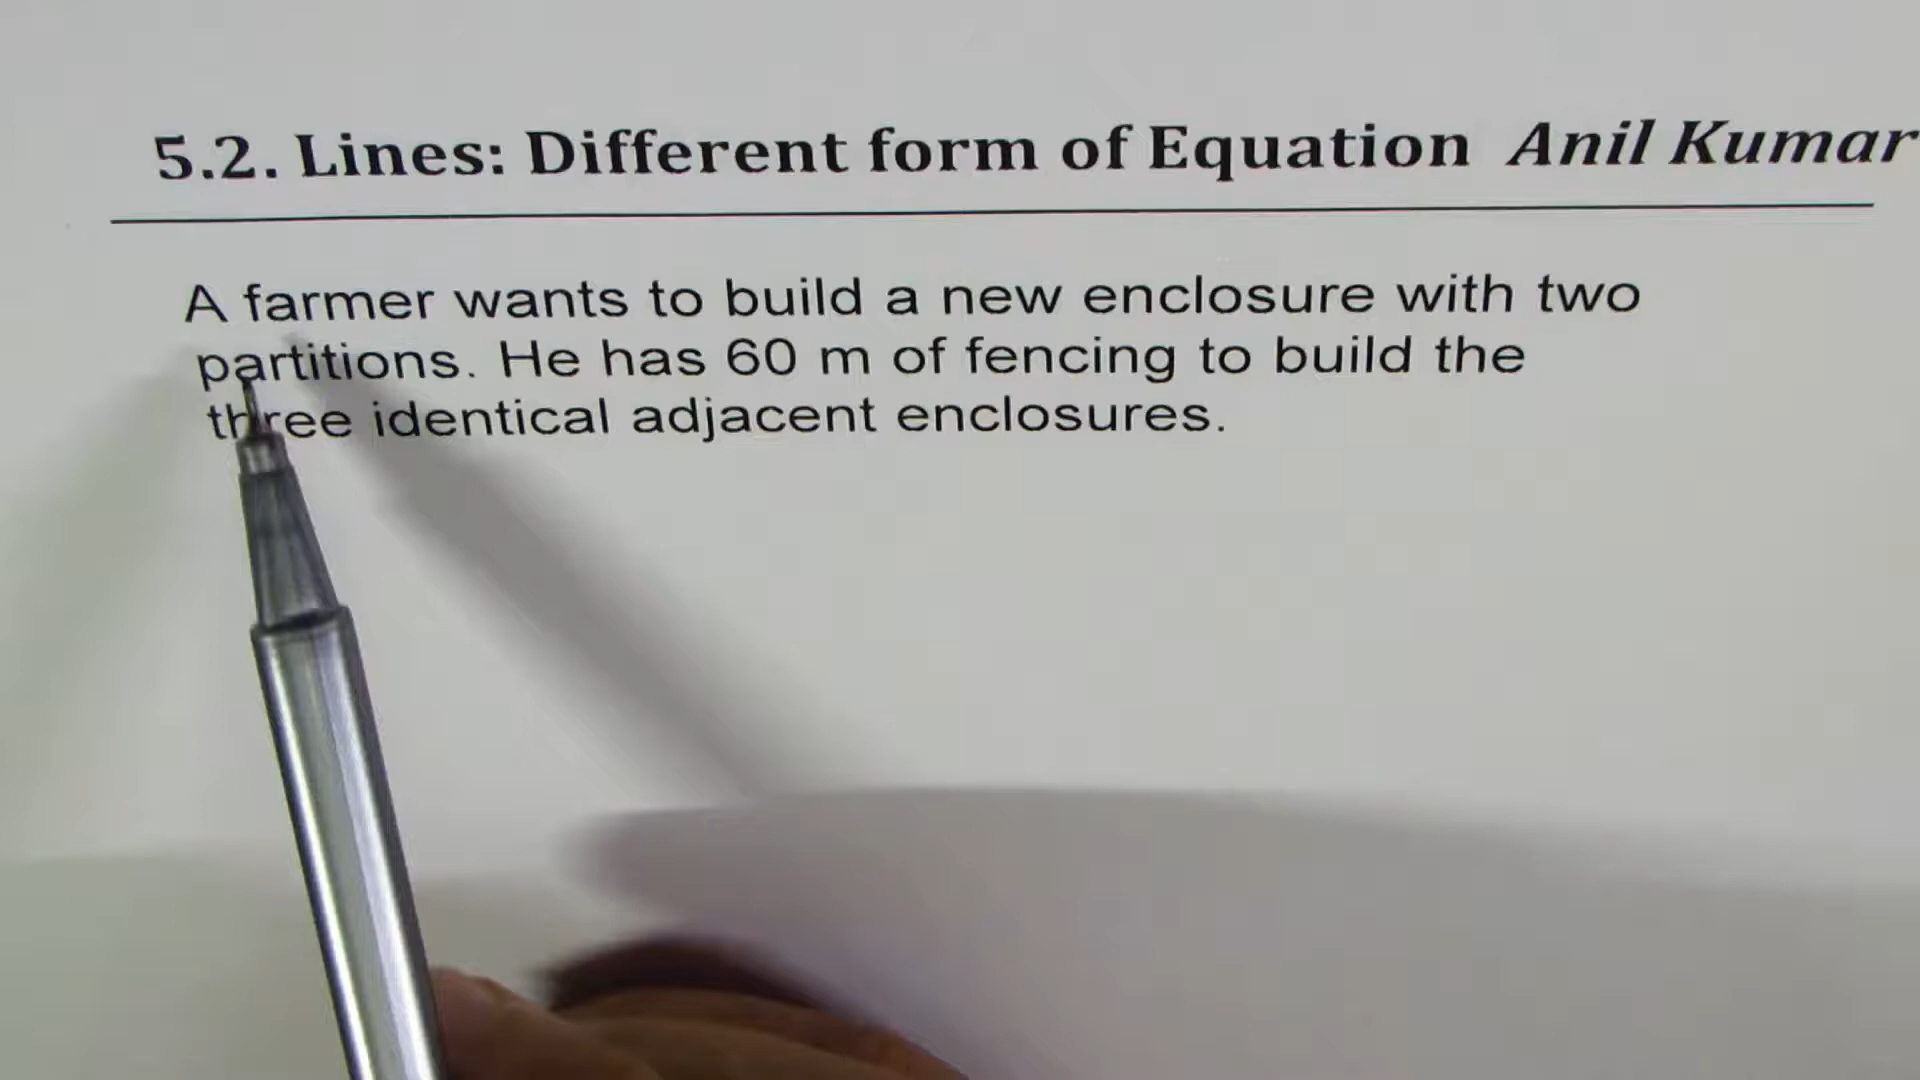 5.2. Lines: Different form of Equation Anil Kumar
A farmer wants to build a new enclosure with two
partitions. He has 60 m of fencing to build the
three identical adjacent enclosures.